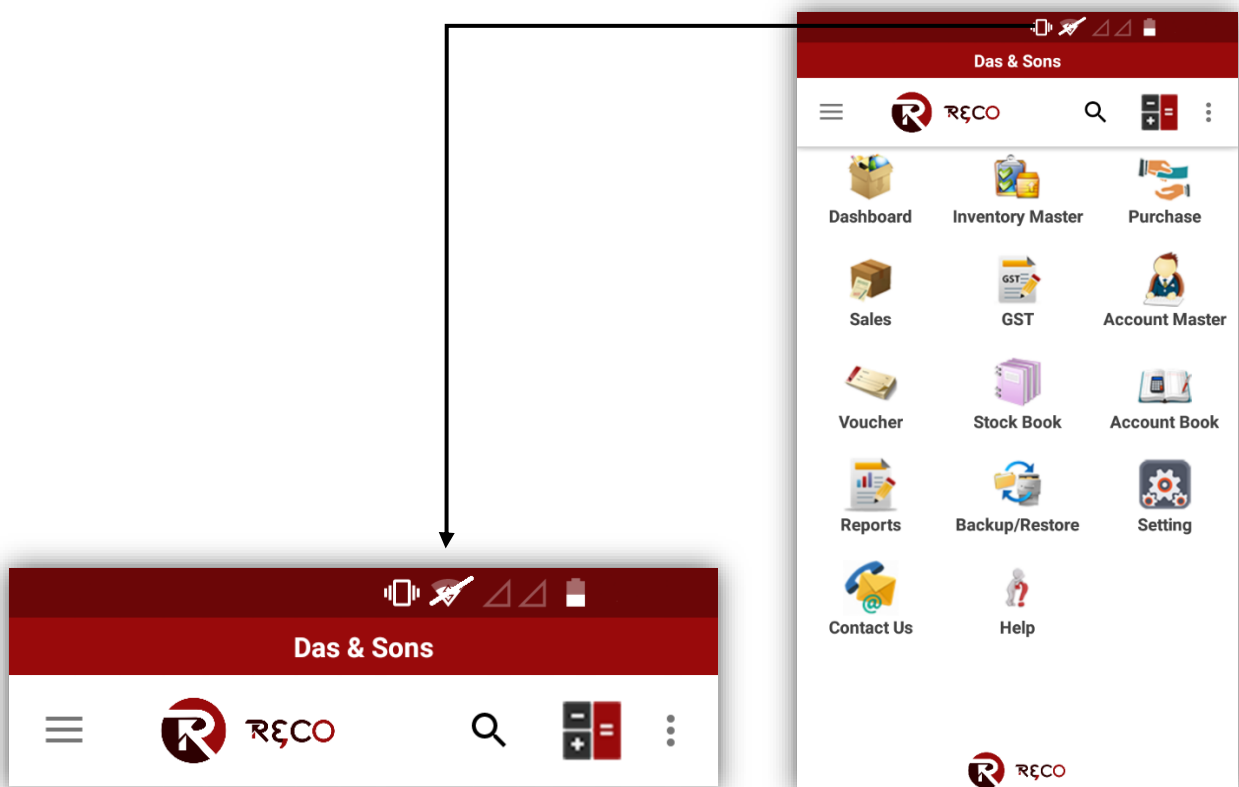 Das & Sons
RECO
Dashboard Inventory Master Purchase
GST
Sales GST Account Master
Voucher Stock Book Account Book
Reports Backup/Restore Setting
Contact Us Help
RECO
Das & Sons
RECO